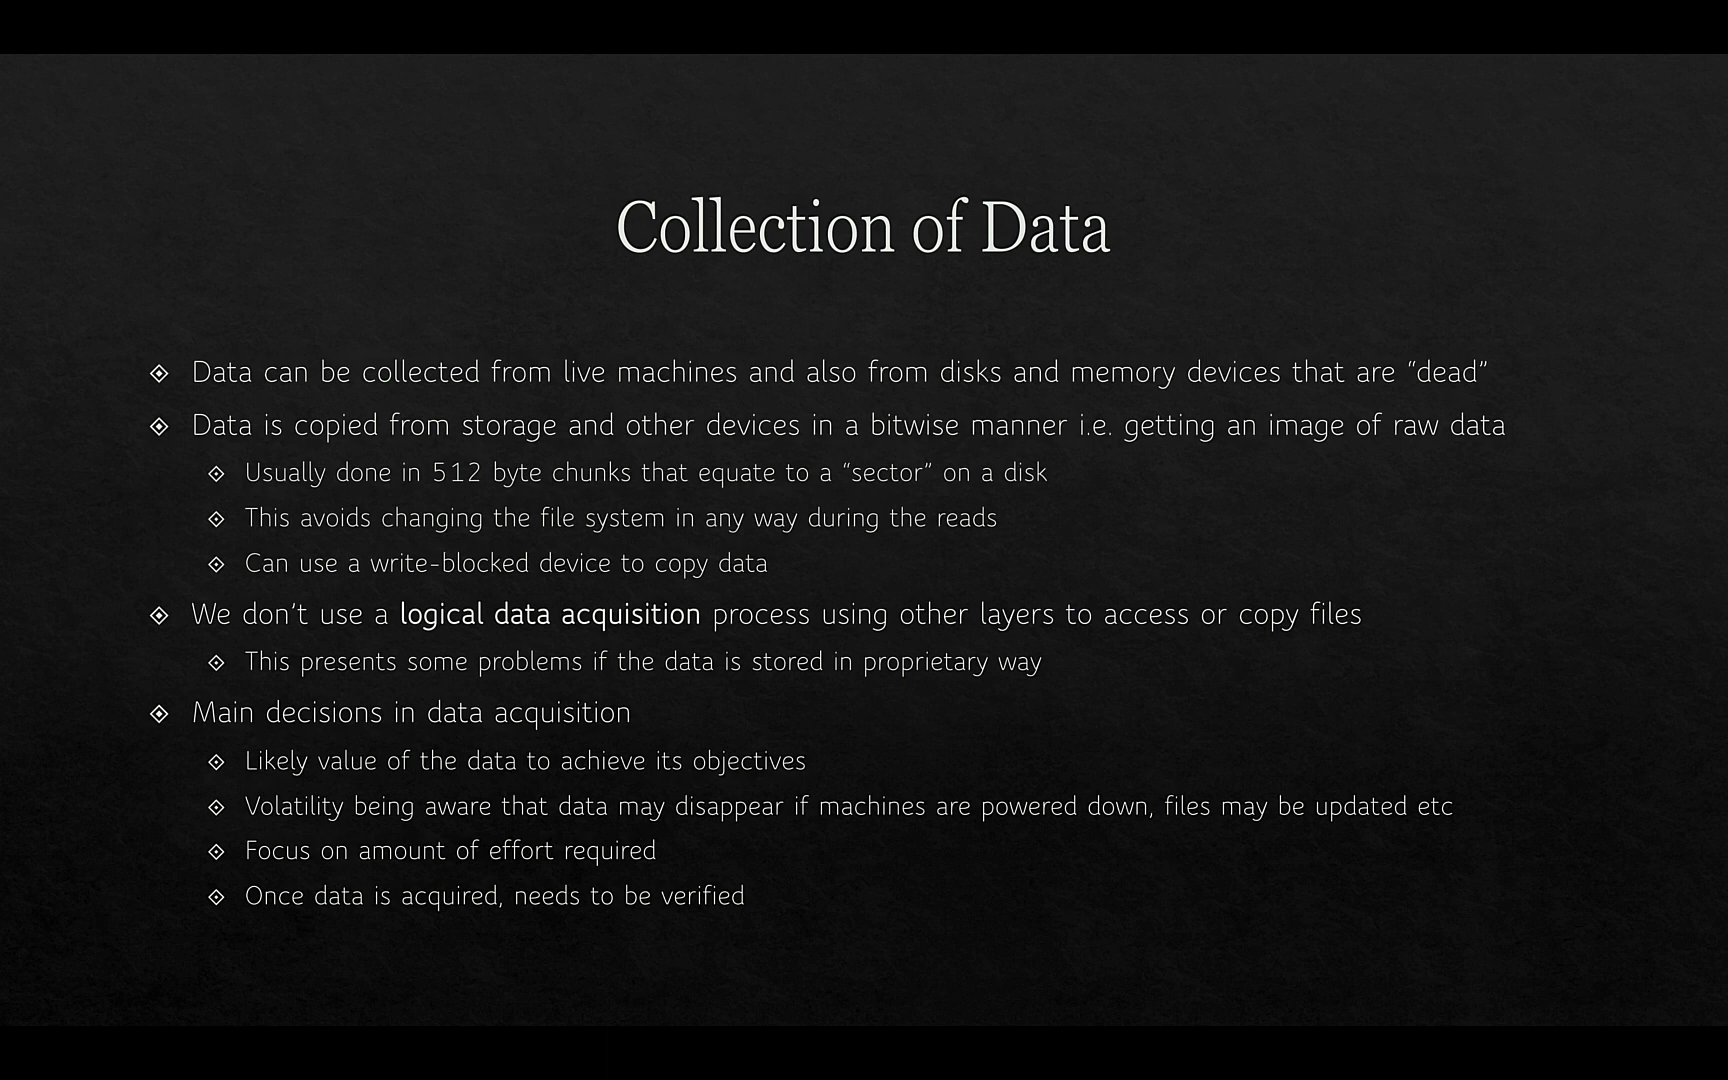 Collection of Data
Data can be collected from live machines and also from disks and memory devices that are “dead”
Data is copied from storage and other devices in a bitwise manner i.e. getting an image of raw data
Usually done in 512 byte chunks that equate to a “sector” on a disk
This avoids changing the file system in any way during the reads
Can use a write-blocked device to copy data
We don’t use a logical data acquisition process using other layers to access or copy files
This presents some problems if the data is stored in proprietary way
Main decisions in data acquisition
Likely value of the data to achieve its objectives
Volatility being aware that data may disappear if machines are powered down, files may be updated etc
Focus on amount of effort required
Once data is acquired, needs to be verified